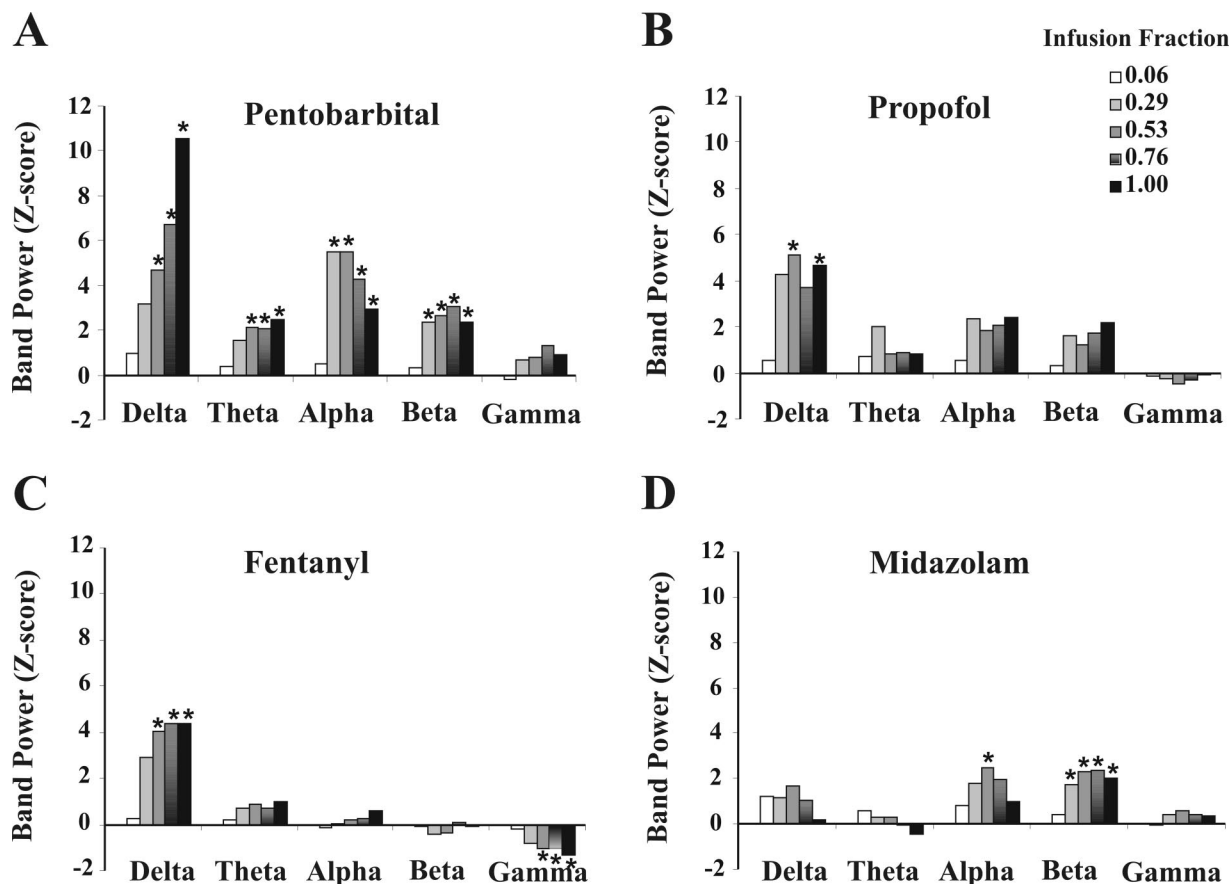 A
Pentobarbital
Band Power (Z-score)
12
10
8
6
4
2
0
-2
*
*
*
* *
*
* *
*
*
* * * *
Delta Theta Alpha Beta Gamma
B
Propofol
Infusion Fraction
0.06
0.29
0.53
0.76
1.00
Band Power (Z-score)
12
10
8
6
4
2
0
-2
* *
Delta Theta Alpha Beta Gamma
C
Fentanyl
Band Power (Z-score)
12
10
8
6
4
2
0
-2
* * *
* * *
Delta Theta Alpha Beta Gamma
D
Midazolam
Band Power (Z-score)
12
10
8
6
4
2
0
-2
*
* * * *
Delta Theta Alpha Beta Gamma